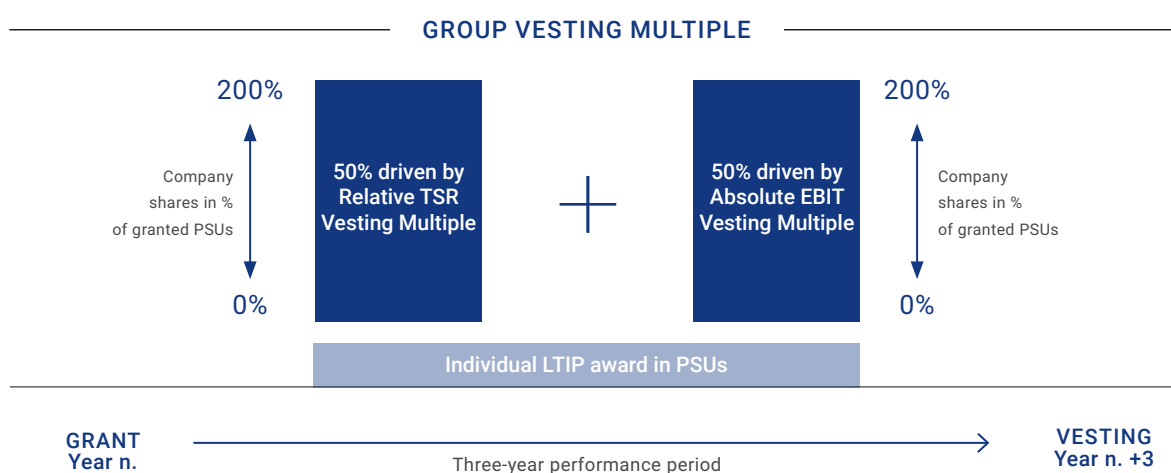 GROUP VESTING MULTIPLE
200%
Company
shares in %
of granted PSUs
0%
50% driven by
Relative TSR
Vesting Multiple
50% driven by
Absolute EBIT
Vesting Multiple
200%
Company
shares in %
of granted PSUs
0%
Individual LTIP award in PSUs
GRANT
Year n.
Three-year performance period
VESTING
Year n. +3